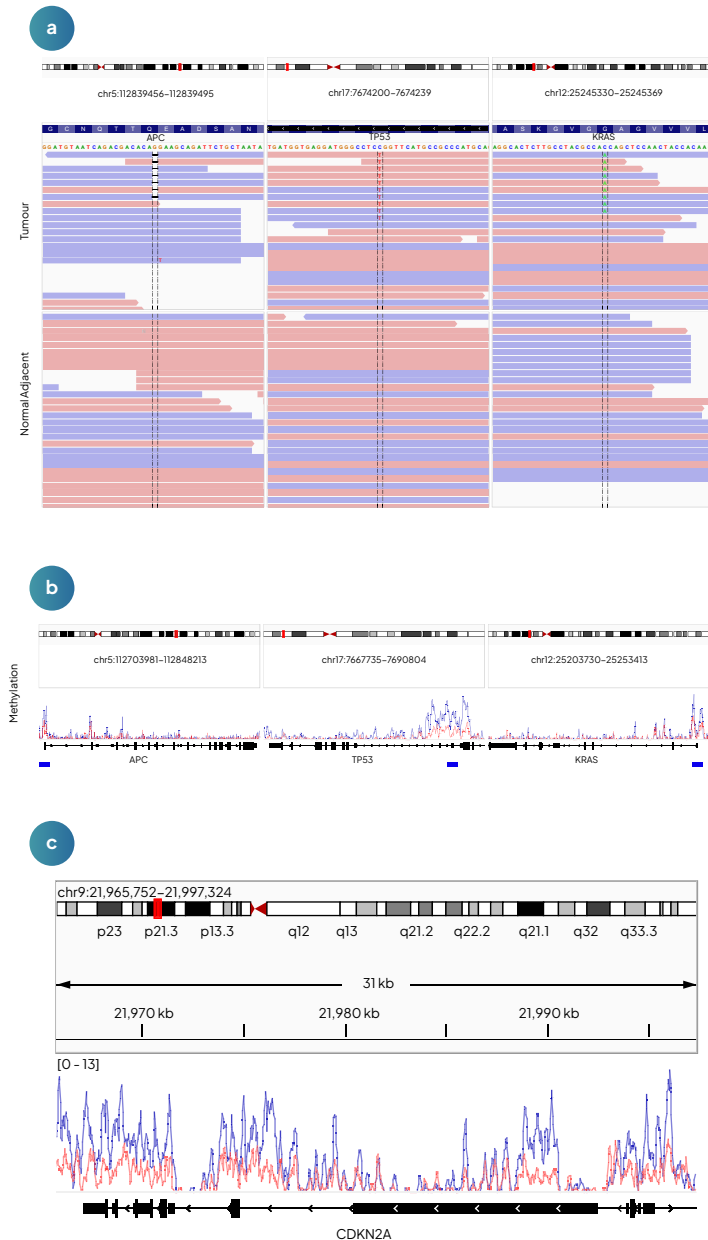 a
chr5:112839456-112839495
chr17:7674200-7674239
chr12:25245330-25245369
G C N Q T T Q E A D S A N
A S K G V G G A G V V V L
APC
TP53
KRAS
GGATGTAATCAGACGACACAGGAAGCAGATTCTGCTAATA
TGATGGTGAGGATGGGCCTCCGGTTCATGCCGCCCATGCA
AGGCACTCTTGCCTACGCCACCAGCTCCAACTACCACAA
Tumour
Normal Adjacent
b
chr5:112703981-112848213
chr17:7667735-7690804
chr12:25203730-25253413
Methylation
APC
TP53
KRAS
c
chr9:21,965,752-21,997,324
p23 p21.3 p13.3 q12 q13 q21.2 q22.2 q21.1 q32 q33.3
31 kb
21,970 kb 21,980 kb 21,990 kb
[0 - 13]
CDKN2A